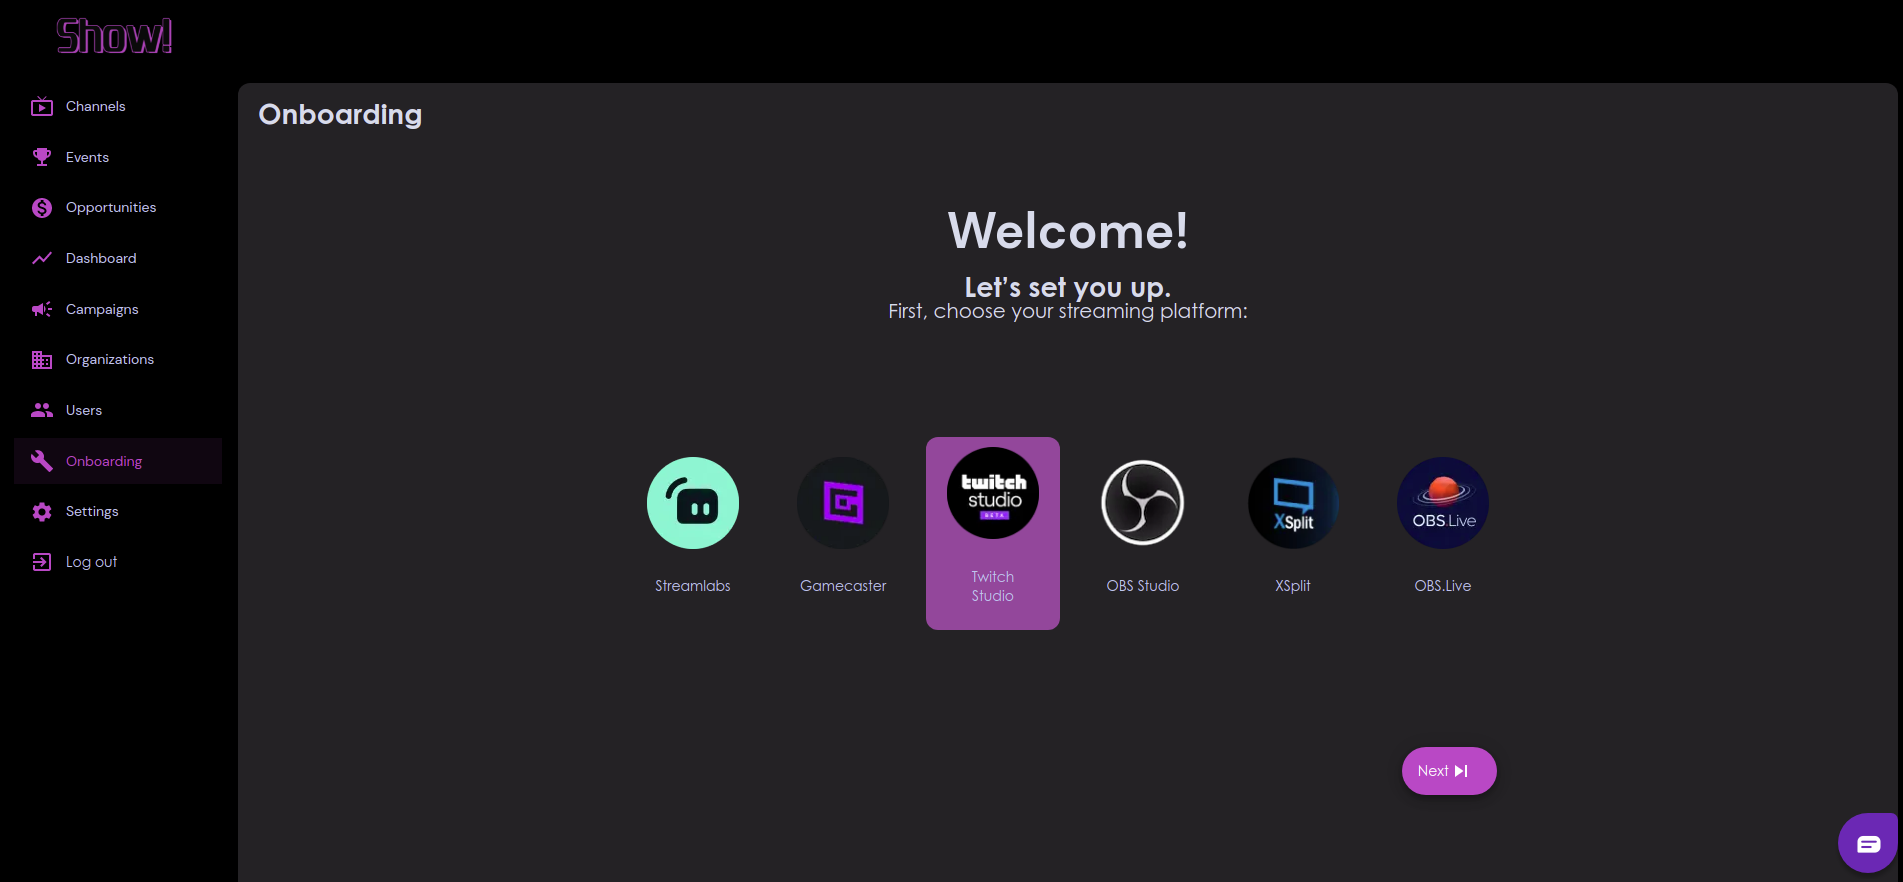 Show!
Channels
Events
Opportunities
Dashboard
Campaigns
Organizations
Users
Onboarding
Settings
Log out
Onboarding
Welcome!
Let's set you up.
First, choose your streaming platform:
twitch
studio
BETA
XSplit
OBS.Live
Streamlabs
Gamecaster
Twitch
Studio
OBS Studio
XSplit
OBS.Live
Next